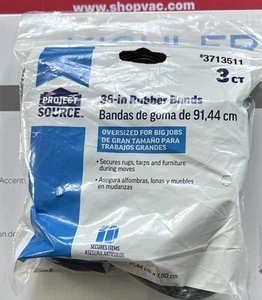 www.shopvac.com
#3713511
3 CT
PROJECT
SOURCE
36-in Rubber Bands
Bandas de goma de 91,44 cm
OVERSIZED FOR BIG JOBS
DE GRAN TAMAÑO PARA
TRABAJOS GRANDES
• Secures rugs, tarps and furniture
during moves
• Asegura alfombras, lonas y muebles
en mudanzas
SECURES ITEMS
ASEGURA ARTÍCULOS